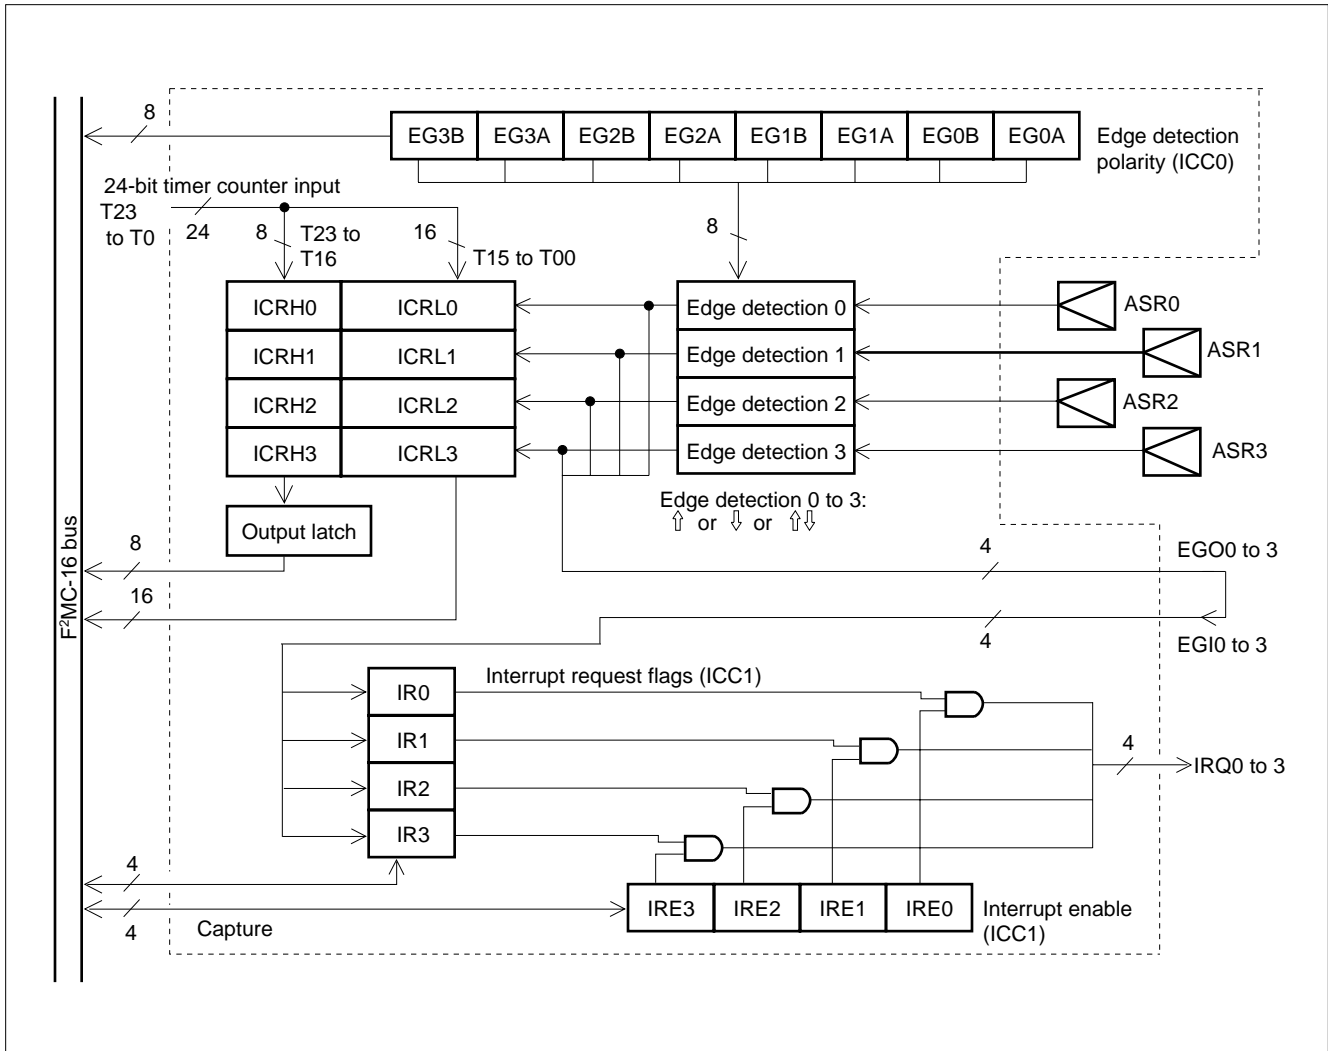 8
EG3B EG3A EG2B EG2A EG1B EG1A EG0B EG0A
Edge detection
polarity (ICC0)
24-bit timer counter input
T23
to T0
24
8
T23 to
T16
16
T15 to T00
8
ICRH0 ICRL0
ICRH1 ICRL1
ICRH2 ICRL2
ICRH3 ICRL3
Edge detection 0
Edge detection 1
Edge detection 2
Edge detection 3
ASR0
ASR1
ASR2
ASR3
Edge detection 0 to 3:
⇧ or ⇩ or ⇧⇩
Output latch
8
16
F²MC-16 bus
4
EGO0 to 3
4
EGI0 to 3
Interrupt request flags (ICC1)
IR0
IR1
IR2
IR3
4
IRQ0 to 3
4
4
Capture
IRE3 IRE2 IRE1 IRE0
Interrupt enable
(ICC1)